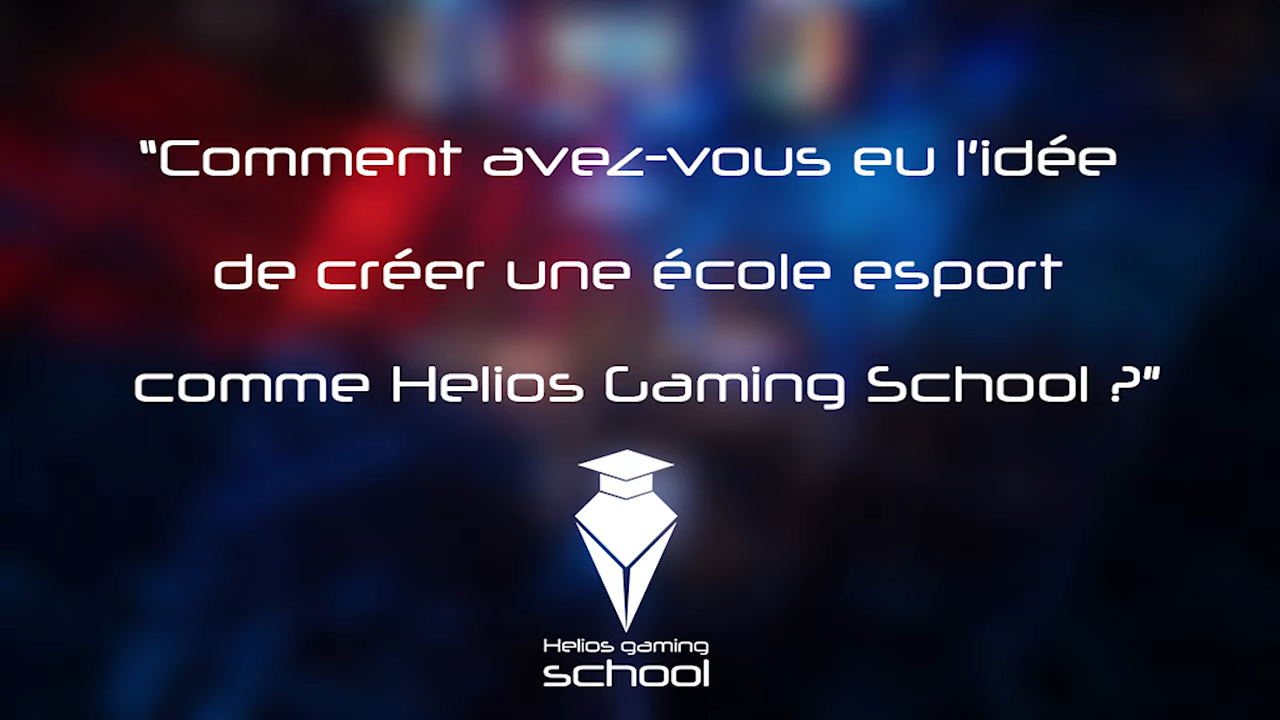 "Comment avez-vous eu l'idée
de créer une école esport
comme Helios Gaming School ?"
Helios gaming
school